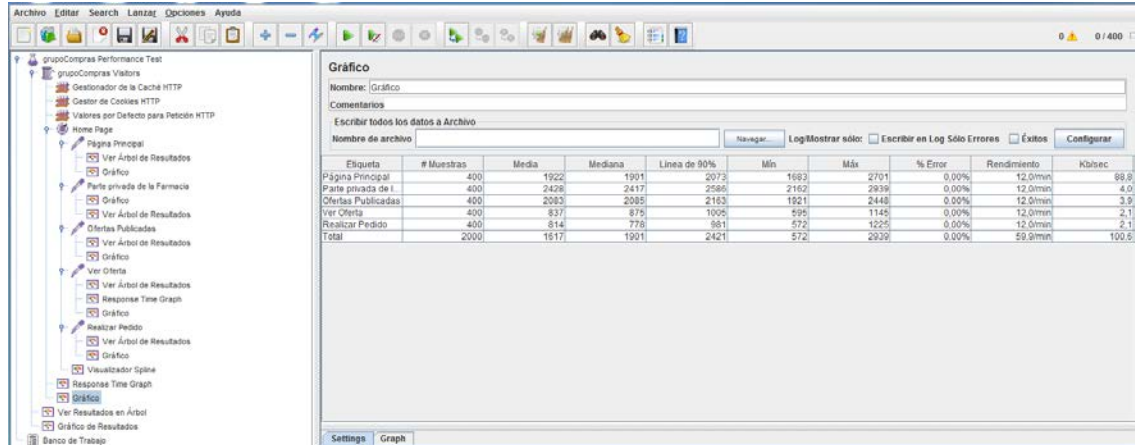 Archivo Editar Search Lanzar Opciones Ayuda
0 0 / 400
grupoCompras Performance Test
grupoCompras Visitors
Gestionador de la Caché HTTP
Gestor de Cookies HTTP
Valores por Defecto para Petición HTTP
Home Page
Página Principal
Ver Árbol de Resultados
Gráfico
Parte privada de la Farmacia
Gráfico
Ver Árbol de Resultados
Ofertas Publicadas
Ver Árbol de Resultados
Gráfico
Ver Oferta
Ver Árbol de Resultados
Response Time Graph
Gráfico
Realizar Pedido
Ver Árbol de Resultados
Gráfico
Visualizador Spline
Response Time Graph
Gráfico
Ver Resultados en Árbol
Gráfico de Resultados
Banco de Trabajo
Gráfico
Nombre: Gráfico
Comentarios
Escribir todos los datos a Archivo
Nombre de archivo Navegar... Log/Mostrar sólo: Escribir en Log Sólo Errores Éxitos Configurar
Etiqueta # Muestras Media Mediana Linea de 90% Mín Máx % Error Rendimiento Kb/sec
Página Principal 400 1922 1901 2073 1683 2701 0,00% 12,0/min 88,8
Parte privada de l... 400 2428 2417 2586 2162 2939 0,00% 12,0/min 4,0
Ofertas Publicadas 400 2083 2085 2163 1921 2448 0,00% 12,0/min 3,9
Ver Oferta 400 837 875 1005 595 1145 0,00% 12,0/min 2,1
Realizar Pedido 400 814 778 981 572 1225 0,00% 12,0/min 2,1
Total 2000 1617 1901 2421 572 2939 0,00% 59,9/min 100,6
Settings Graph